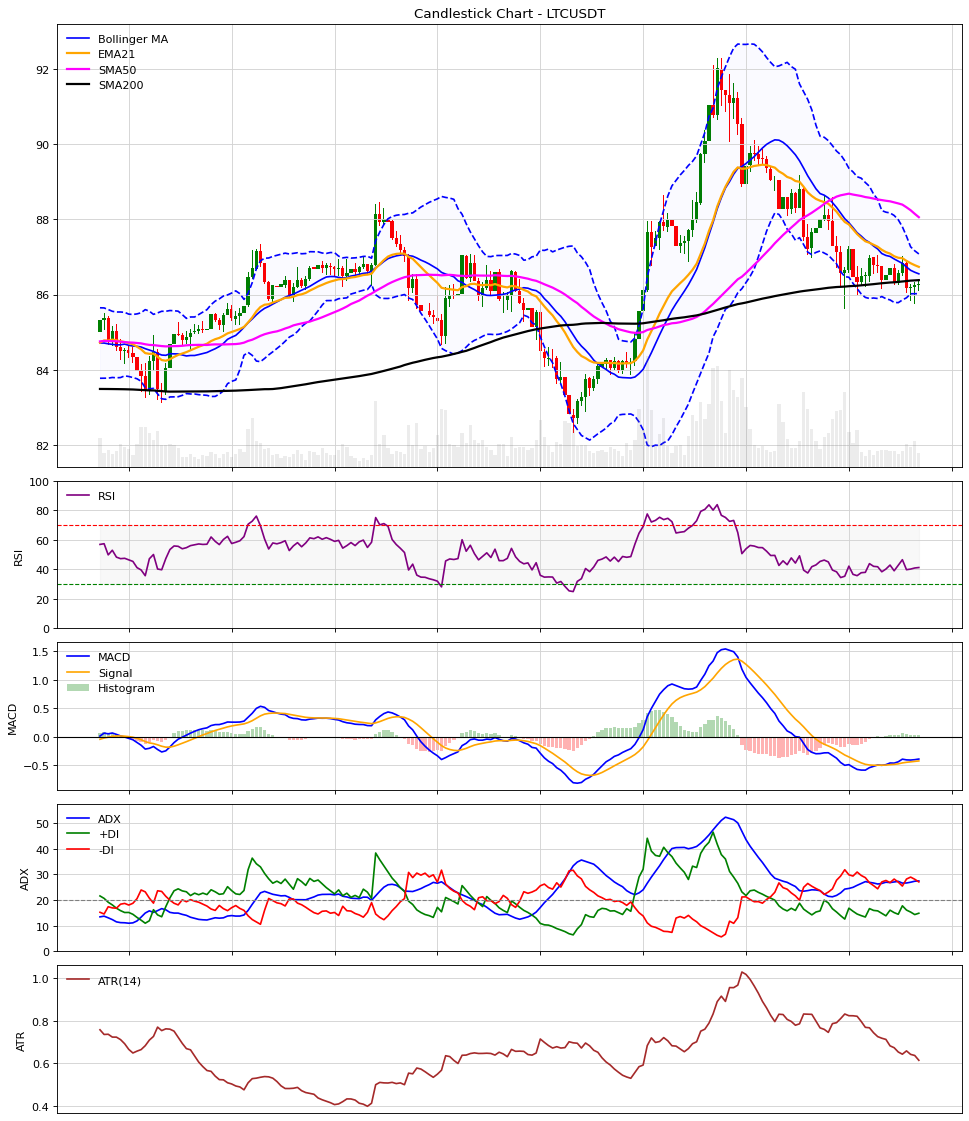 Candlestick Chart - LTCUSDT
Bollinger MA
EMA21
SMA50
SMA200
92
90
88
86
84
82
RSI
RSI
100
80
60
40
20
0
MACD
MACD
Signal
Histogram
1.5
1.0
0.5
0.0
−0.5
ADX
ADX
+DI
-DI
50
40
30
20
10
0
ATR
ATR(14)
1.0
0.8
0.6
0.4